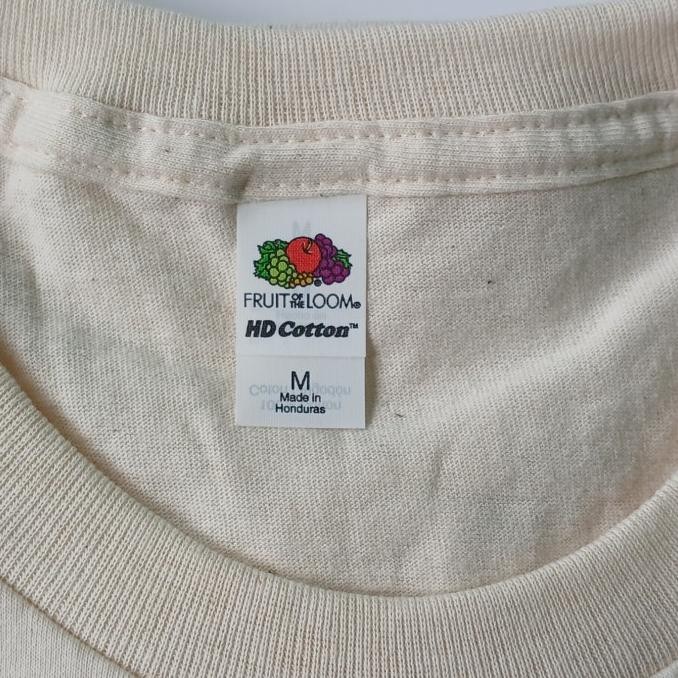 FRUIT OF THE LOOM®
HD Cotton™
M
Made in
Honduras